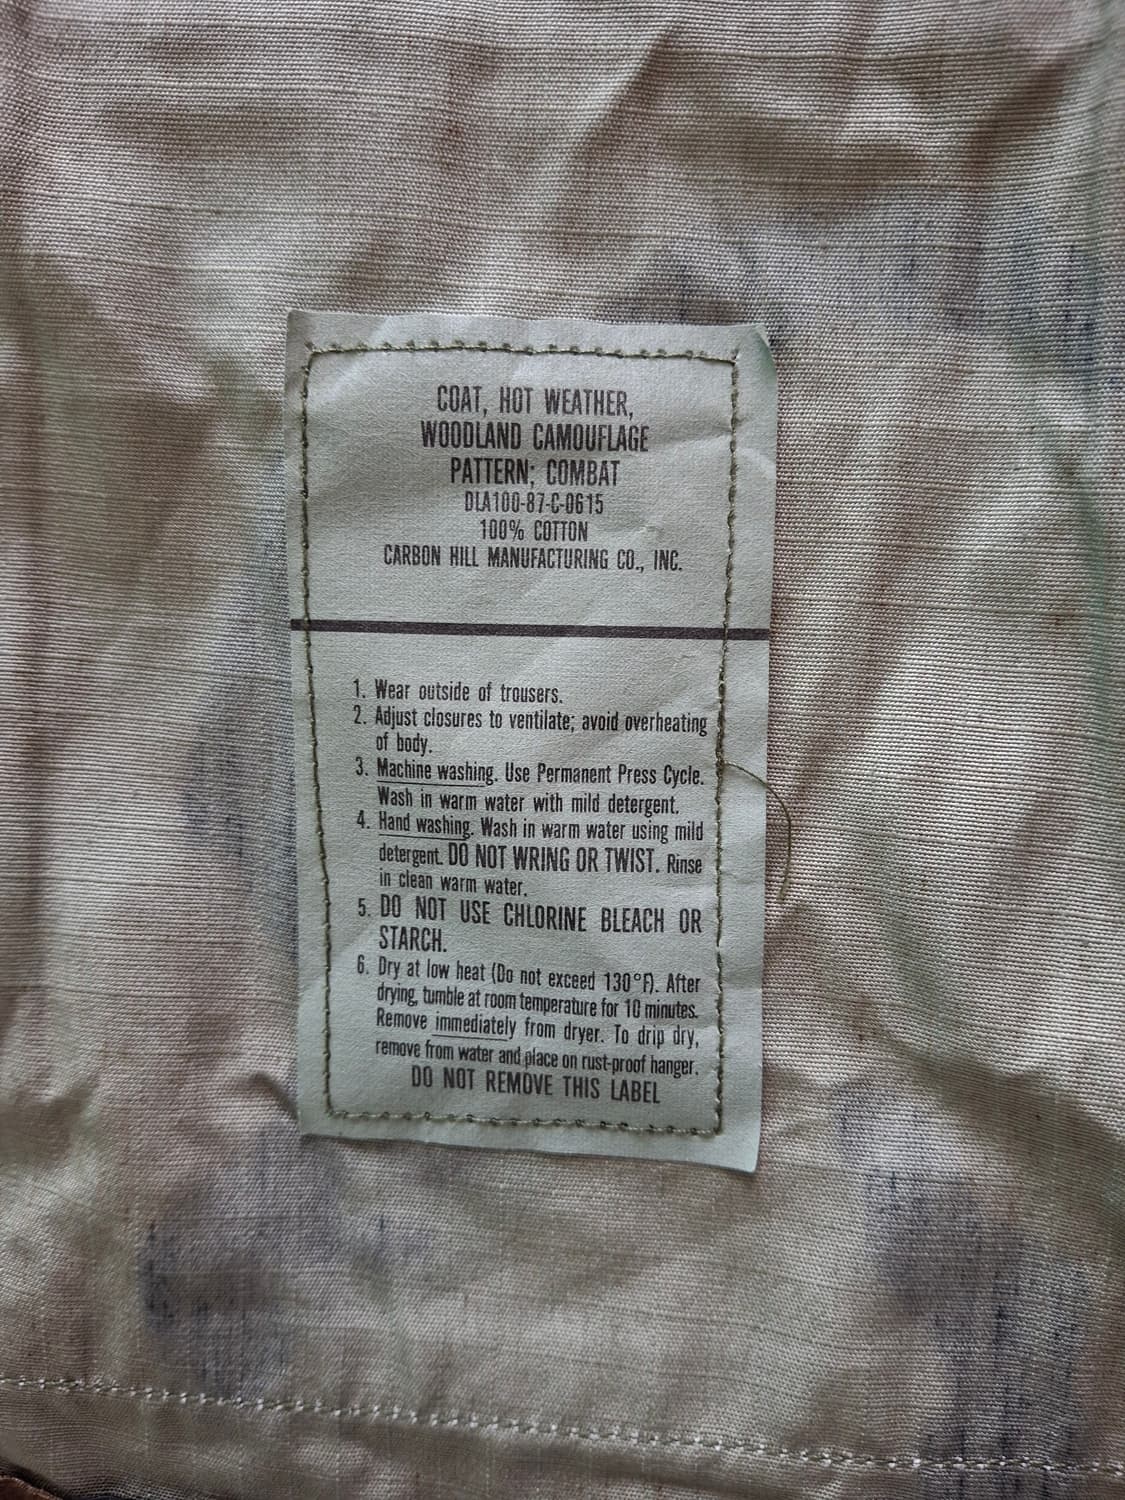 COAT, HOT WEATHER,
WOODLAND CAMOUFLAGE
PATTERN; COMBAT
DLA100-87-C-0615
100% COTTON
CARBON HILL MANUFACTURING CO., INC.
1. Wear outside of trousers.
2. Adjust closures to ventilate; avoid overheating
of body.
3. Machine washing. Use Permanent Press Cycle.
Wash in warm water with mild detergent.
4. Hand washing. Wash in warm water using mild
detergent. DO NOT WRING OR TWIST. Rinse
in clean warm water.
5. DO NOT USE CHLORINE BLEACH OR
STARCH.
6. Dry at low heat (Do not exceed 130°F). After
drying, tumble at room temperature for 10 minutes.
Remove immediately from dryer. To drip dry,
remove from water and place on rust-proof hanger.
DO NOT REMOVE THIS LABEL